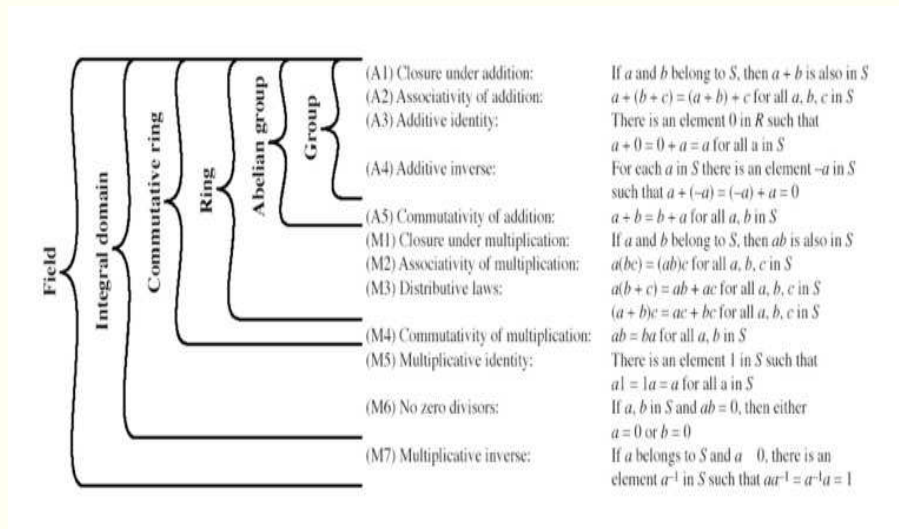 Field
Integral domain
Commutative ring
Ring
Abelian group
Group
(A1) Closure under addition: If a and b belong to S, then a + b is also in S
(A2) Associativity of addition: a + (b + c) = (a + b) + c for all a, b, c in S
(A3) Additive identity: There is an element 0 in R such that
a + 0 = 0 + a = a for all a in S
(A4) Additive inverse: For each a in S there is an element –a in S
such that a + (–a) = (–a) + a = 0
(A5) Commutativity of addition: a + b = b + a for all a, b in S
(M1) Closure under multiplication: If a and b belong to S, then ab is also in S
(M2) Associativity of multiplication: a(bc) = (ab)c for all a, b, c in S
(M3) Distributive laws: a(b + c) = ab + ac for all a, b, c in S
(a + b)c = ac + bc for all a, b, c in S
(M4) Commutativity of multiplication: ab = ba for all a, b in S
(M5) Multiplicative identity: There is an element 1 in S such that
a1 = 1a = a for all a in S
(M6) No zero divisors: If a, b in S and ab = 0, then either
a = 0 or b = 0
(M7) Multiplicative inverse: If a belongs to S and a 0, there is an
element a⁻¹ in S such that aa⁻¹ = a⁻¹a = 1